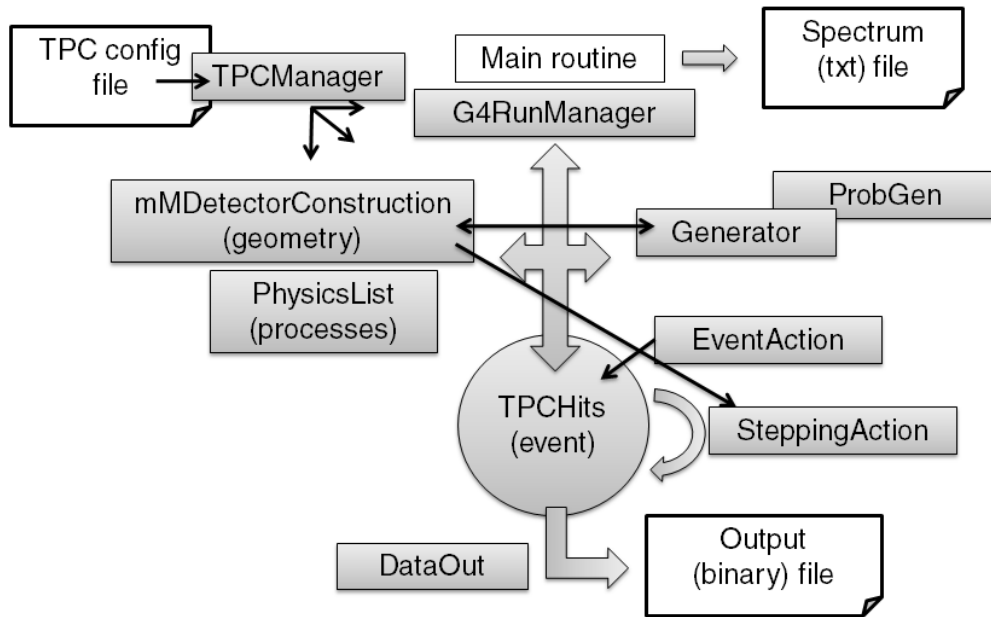 TPC config
file
TPCManager
Main routine
G4RunManager
Spectrum
(txt) file
mMDetectorConstruction
(geometry)
ProbGen
Generator
PhysicsList
(processes)
EventAction
TPCHits
(event)
SteppingAction
DataOut
Output
(binary) file